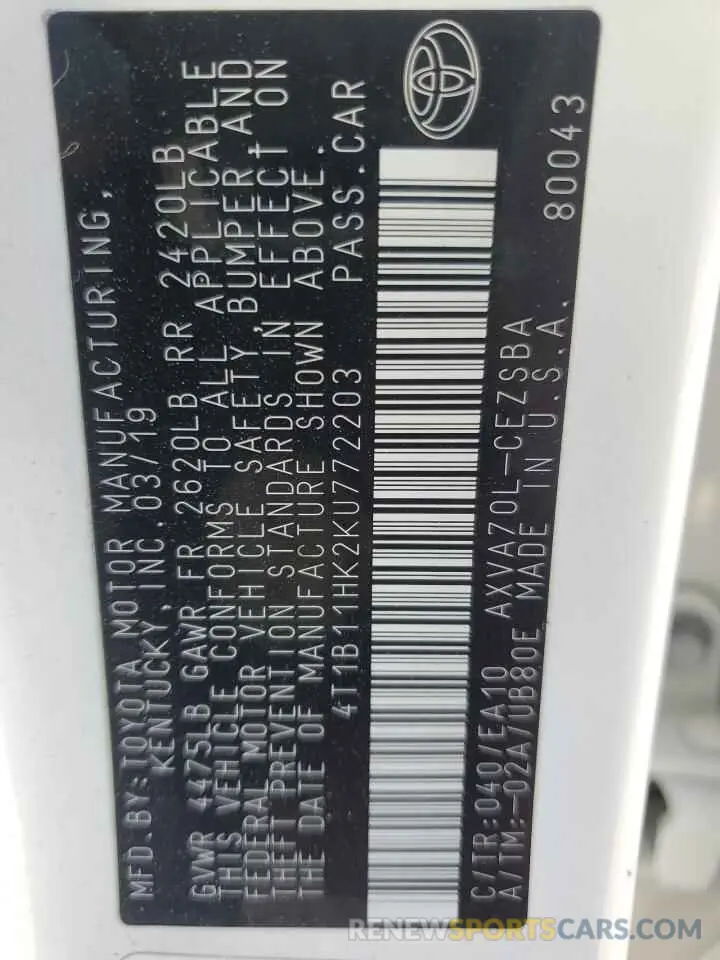 MFD.BY:TOYOTA MOTOR MANUFACTURING,
KENTUCKY, INC.03/19
GVWR 4475LB GAWR FR 2620LB RR 2420LB
THIS VEHICLE CONFORMS TO ALL APPLICABLE
FEDERAL MOTOR VEHICLE SAFETY, BUMPER, AND
THEFT PREVENTION STANDARDS IN EFFECT ON
THE DATE OF MANUFACTURE SHOWN ABOVE.
4T1B11HK2KU772203 PASS.CAR
C/TR:040/EA10 AXVA70L-CEZSBA 80043
A/TM:-02A/UB80E MADE IN U.S.A.
RENEWSPORTSCARS.COM